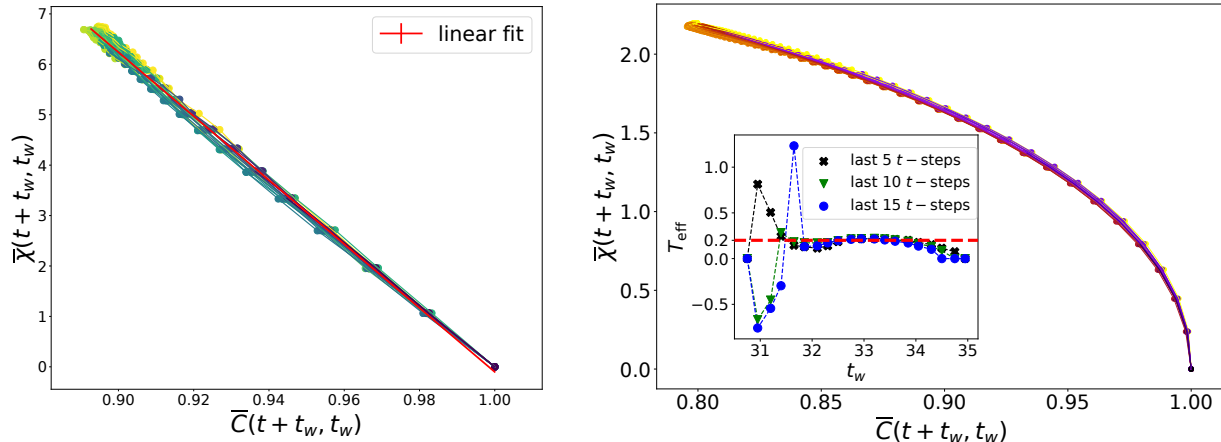 7
6
5
4
3
2
1
0
χ̅(t + t_w, t_w)
linear fit
0.90 0.92 0.94 0.96 0.98 1.00
C̅(t + t_w, t_w)
2.0
1.5
1.0
0.5
0.0
χ̅(t + t_w, t_w)
1.0
0.5
0.2
0.0
−0.5
T_eff
last 5 t − steps
last 10 t − steps
last 15 t − steps
31 32 33 34 35
t_w
0.80 0.85 0.90 0.95 1.00
C̅(t + t_w, t_w)